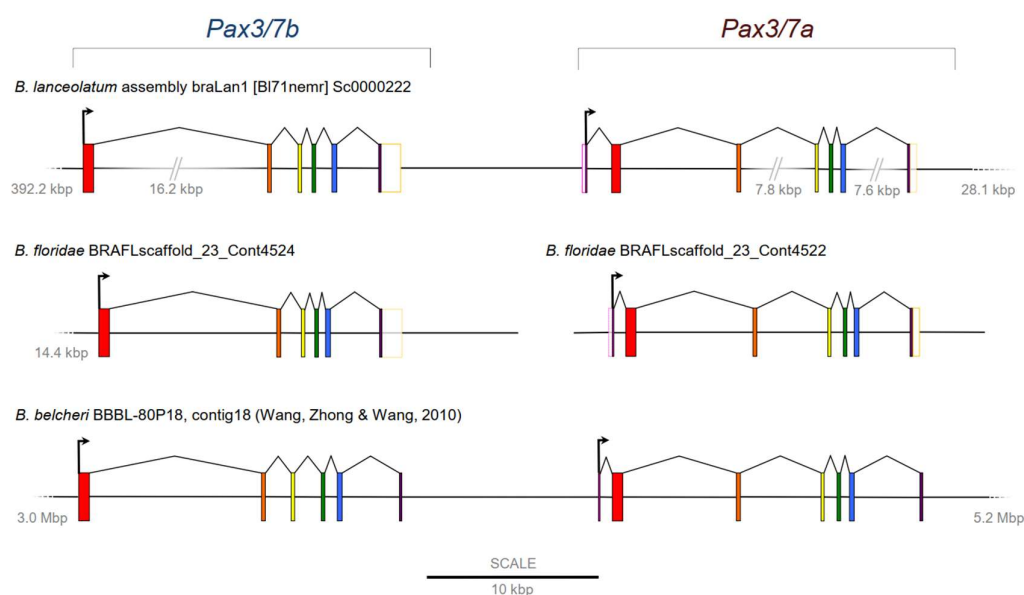 Pax3/7b Pax3/7a
B. lanceolatum assembly braLan1 [Bl71nemr] Sc0000222
392.2 kbp 16.2 kbp 7.8 kbp 7.6 kbp 28.1 kbp
B. floridae BRAFLscaffold_23_Cont4524 B. floridae BRAFLscaffold_23_Cont4522
14.4 kbp
B. belcheri BBBL-80P18, contig18 (Wang, Zhong & Wang, 2010)
3.0 Mbp 5.2 Mbp
SCALE
10 kbp